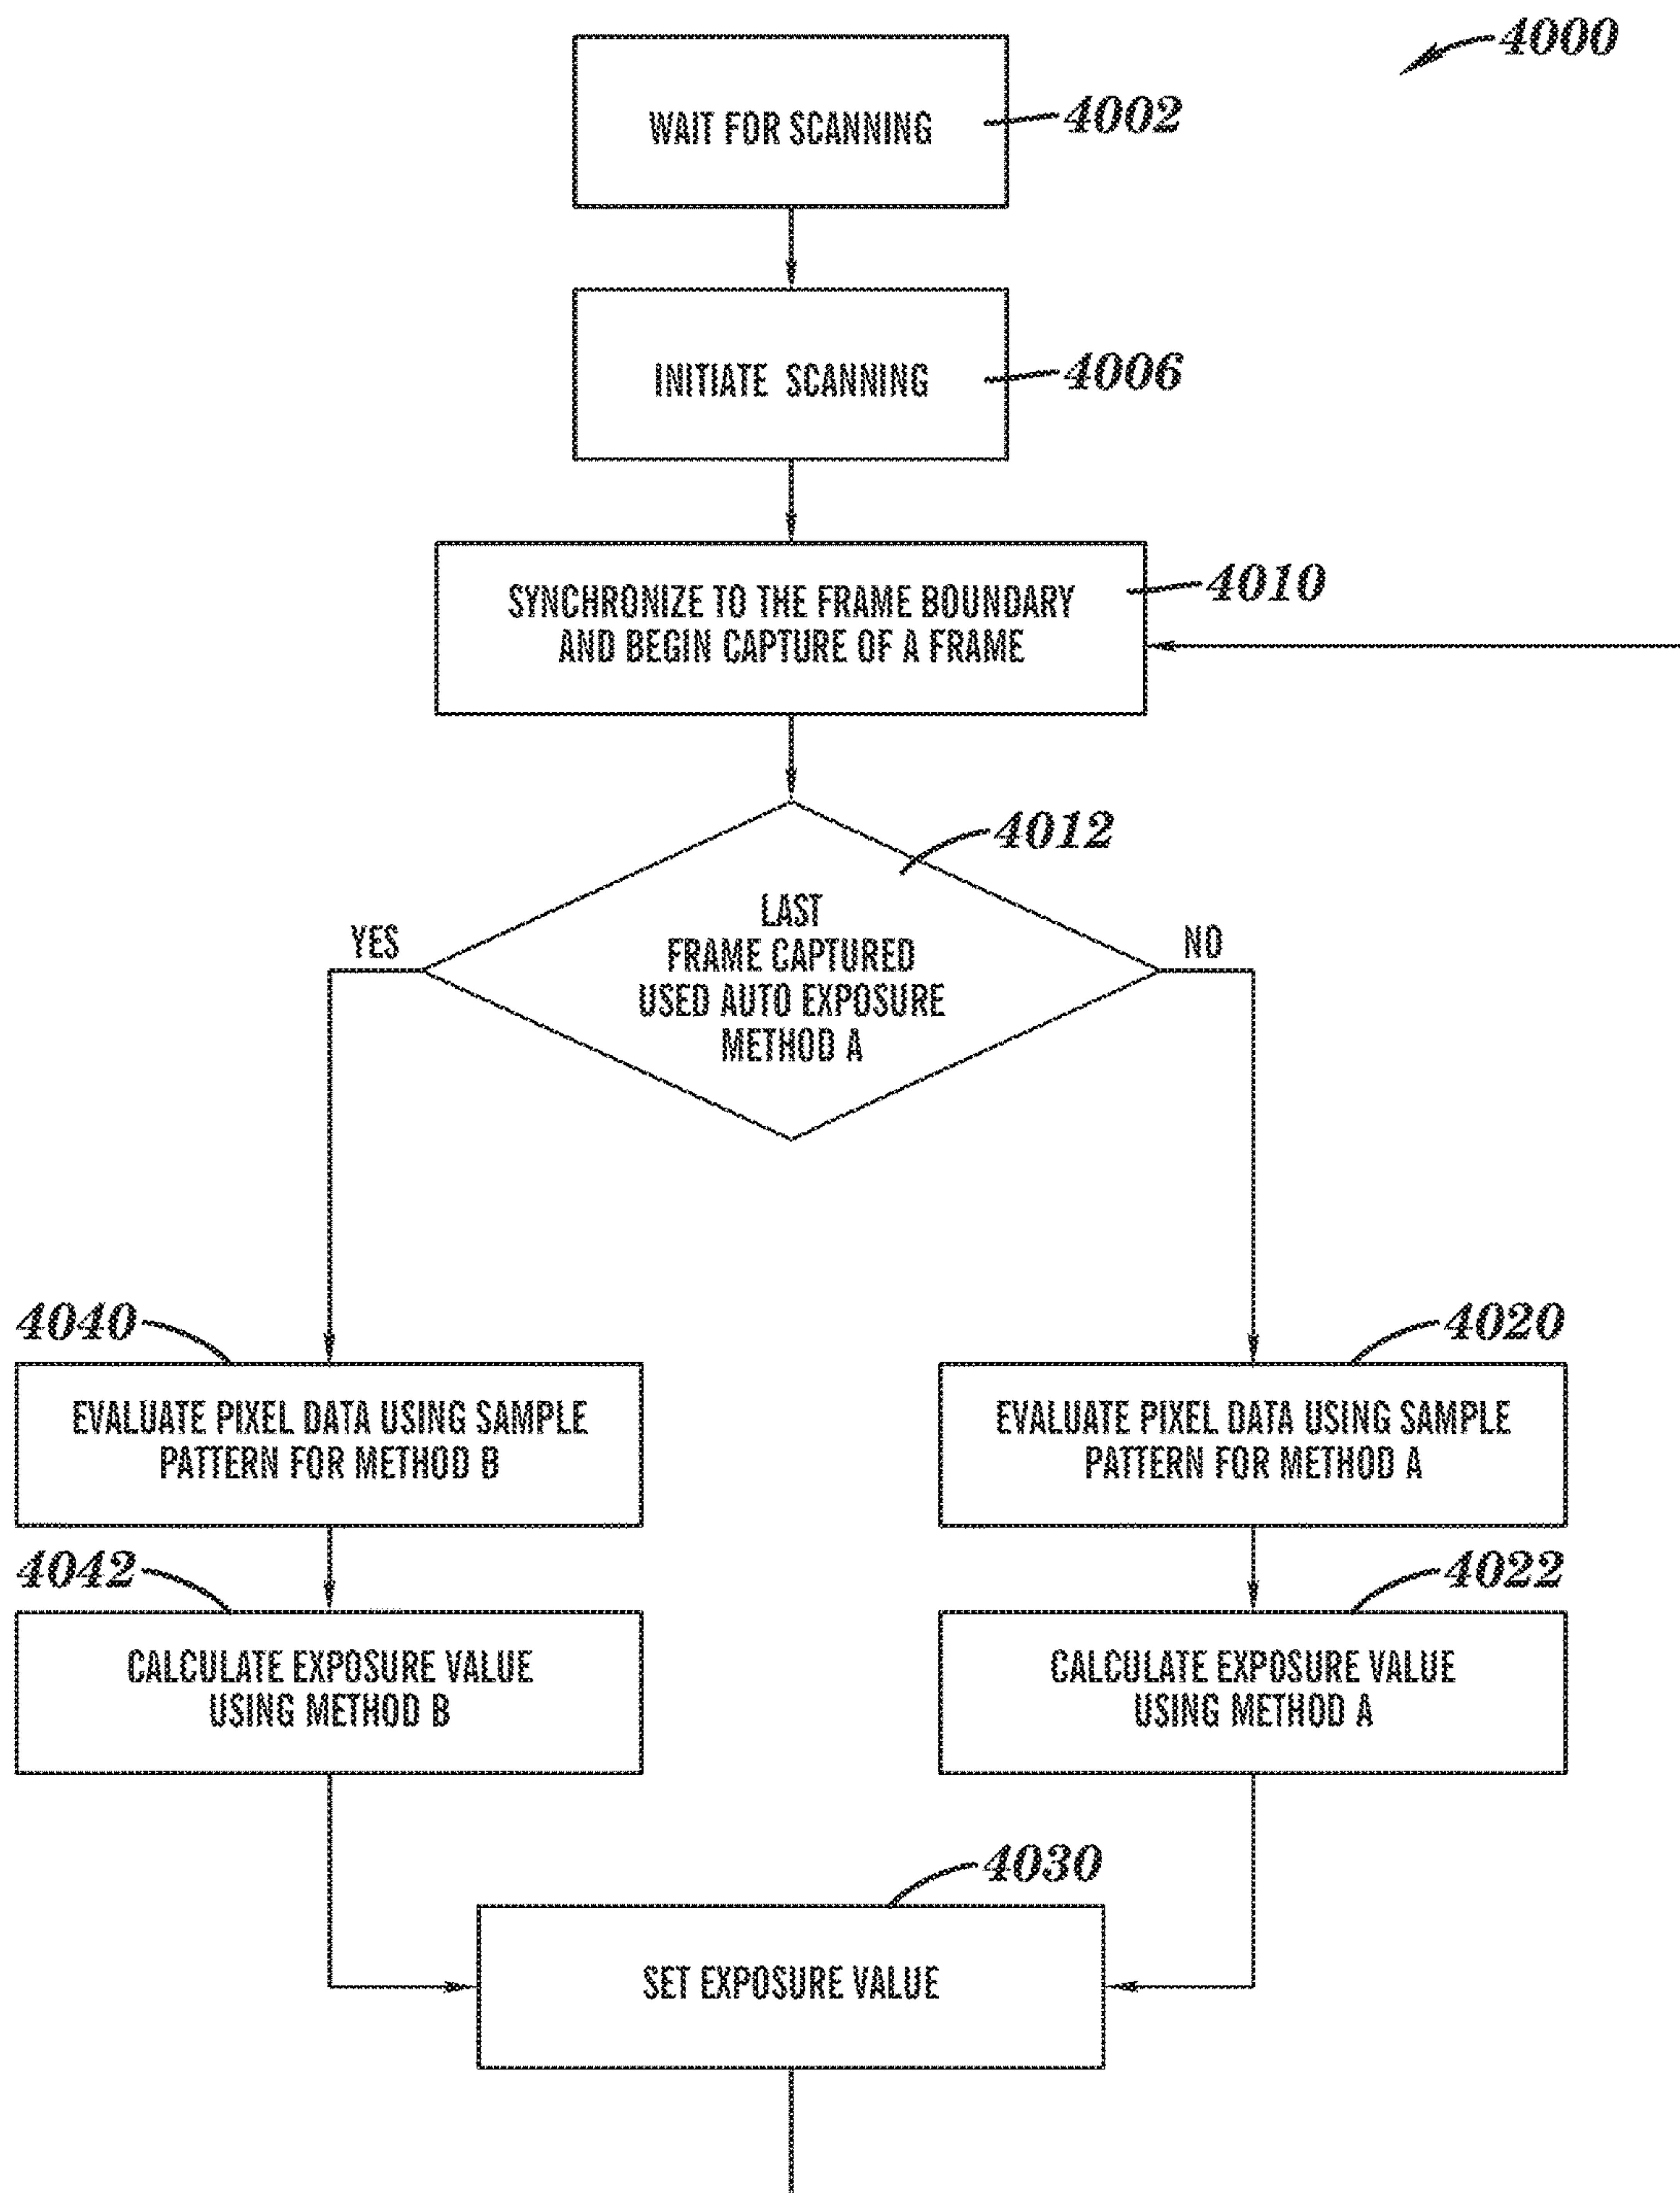 4000
WAIT FOR SCANNING
4002
INITIATE SCANNING
4006
SYNCHRONIZE TO THE FRAME BOUNDARY
AND BEGIN CAPTURE OF A FRAME
4010
4012
LAST
FRAME CAPTURED
USED AUTO EXPOSURE
METHOD A
YES
NO
4040
4020
EVALUATE PIXEL DATA USING SAMPLE
PATTERN FOR METHOD B
EVALUATE PIXEL DATA USING SAMPLE
PATTERN FOR METHOD A
4042
4022
CALCULATE EXPOSURE VALUE
USING METHOD B
CALCULATE EXPOSURE VALUE
USING METHOD A
4030
SET EXPOSURE VALUE